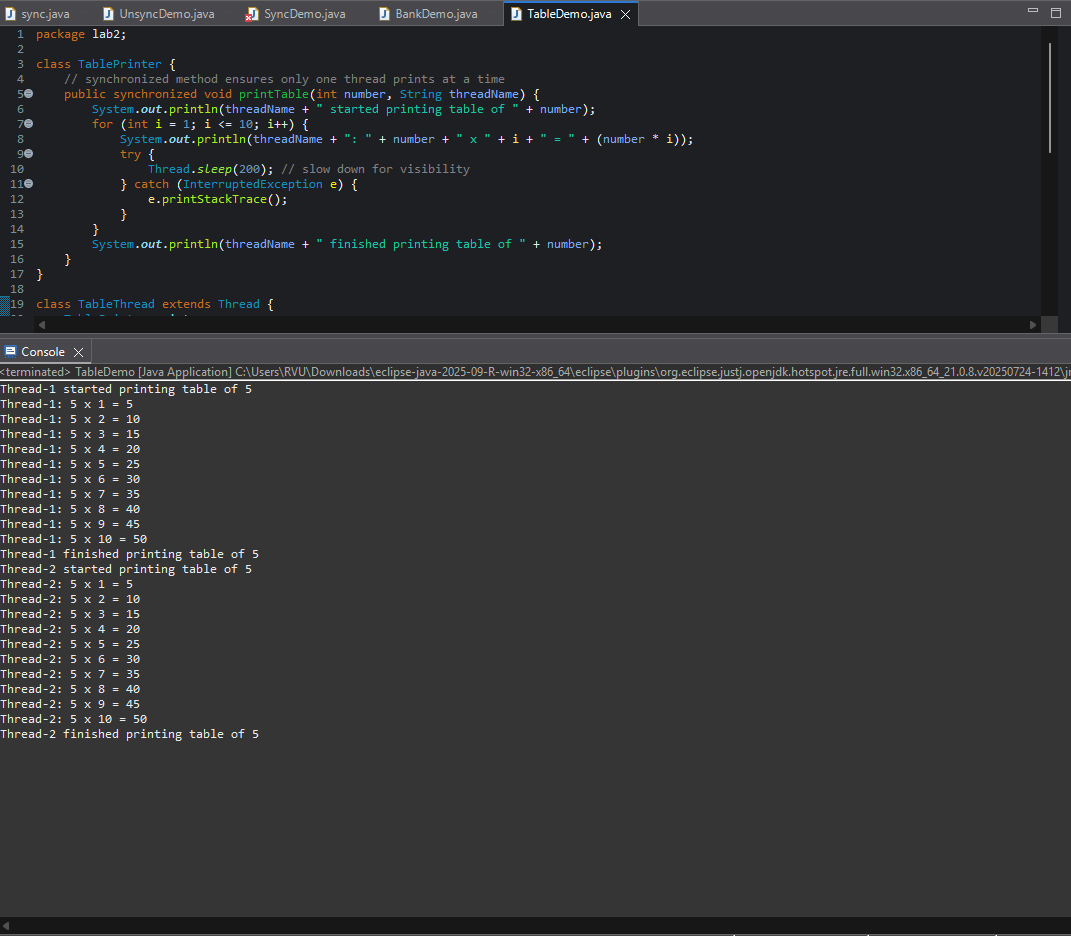 sync.java UnsyncDemo.java SyncDemo.java BankDemo.java TableDemo.java
1 package lab2;
2
3 class TablePrinter {
4     // synchronized method ensures only one thread prints at a time
5     public synchronized void printTable(int number, String threadName) {
6         System.out.println(threadName + " started printing table of " + number);
7         for (int i = 1; i <= 10; i++) {
8             System.out.println(threadName + ": " + number + " x " + i + " = " + (number * i));
9             try {
10                 Thread.sleep(200); // slow down for visibility
11             } catch (InterruptedException e) {
12                 e.printStackTrace();
13             }
14         }
15         System.out.println(threadName + " finished printing table of " + number);
16     }
17 }
18
19 class TableThread extends Thread {
Console
<terminated> TableDemo [Java Application] C:\Users\RVU\Downloads\eclipse-java-2025-09-R-win32-x86_64\eclipse\plugins\org.eclipse.justj.openjdk.hotspot.jre.full.win32.x86_64_21.0.8.v20250724-1412\jr
Thread-1 started printing table of 5
Thread-1: 5 x 1 = 5
Thread-1: 5 x 2 = 10
Thread-1: 5 x 3 = 15
Thread-1: 5 x 4 = 20
Thread-1: 5 x 5 = 25
Thread-1: 5 x 6 = 30
Thread-1: 5 x 7 = 35
Thread-1: 5 x 8 = 40
Thread-1: 5 x 9 = 45
Thread-1: 5 x 10 = 50
Thread-1 finished printing table of 5
Thread-2 started printing table of 5
Thread-2: 5 x 1 = 5
Thread-2: 5 x 2 = 10
Thread-2: 5 x 3 = 15
Thread-2: 5 x 4 = 20
Thread-2: 5 x 5 = 25
Thread-2: 5 x 6 = 30
Thread-2: 5 x 7 = 35
Thread-2: 5 x 8 = 40
Thread-2: 5 x 9 = 45
Thread-2: 5 x 10 = 50
Thread-2 finished printing table of 5